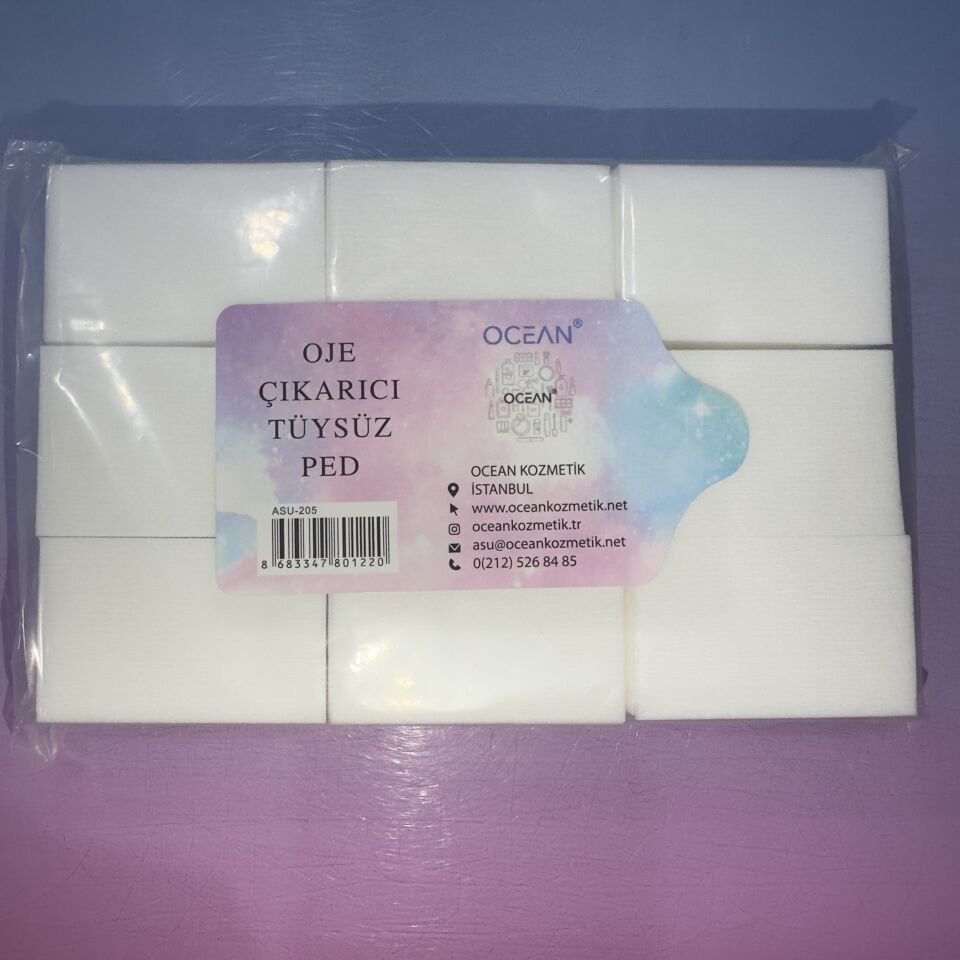 OJE
ÇIKARICI
TÜYSÜZ
PED
ASU-205
8 683347 801220
OCEAN®
OCEAN®
OCEAN KOZMETİK
İSTANBUL
www.oceankozmetik.net
oceankozmetik.tr
asu@oceankozmetik.net
0(212) 526 84 85